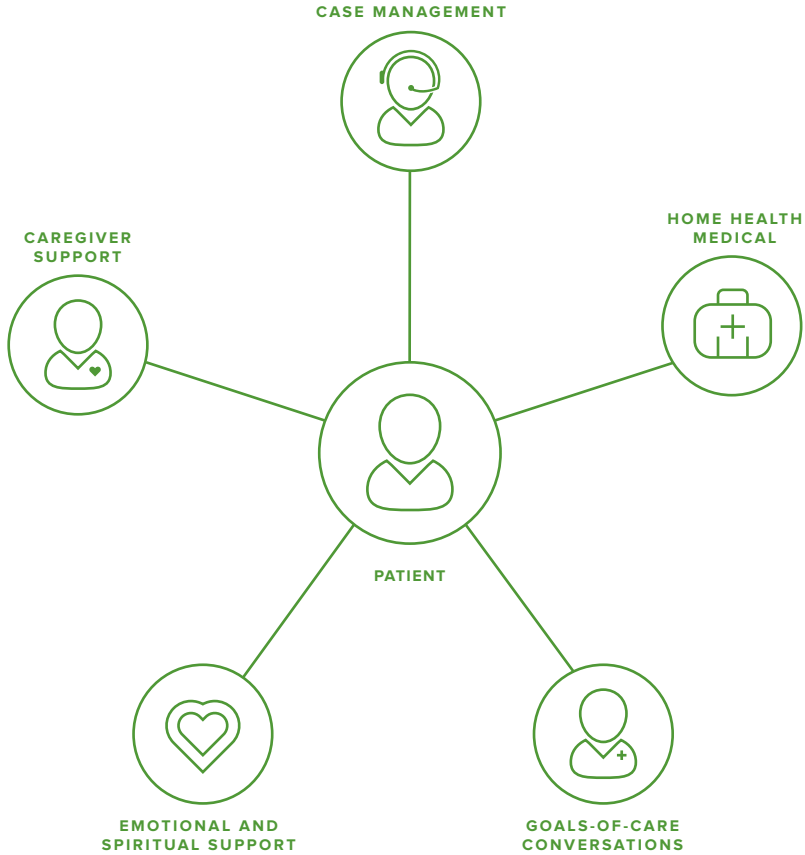 CASE MANAGEMENT
HOME HEALTH
MEDICAL
CAREGIVER
SUPPORT
PATIENT
EMOTIONAL AND
SPIRITUAL SUPPORT
GOALS-OF-CARE
CONVERSATIONS